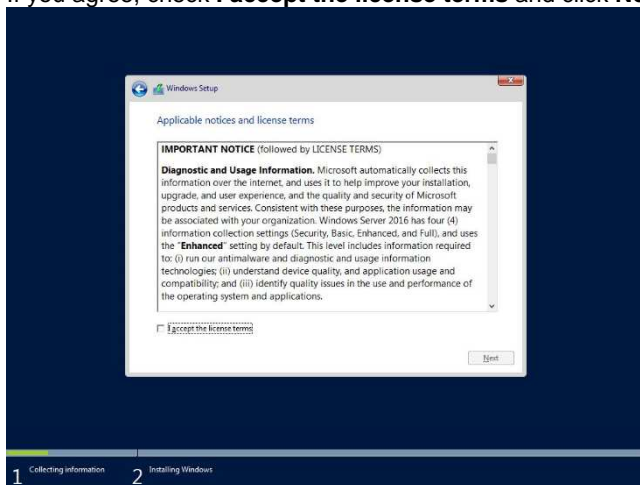 If you agree, check I accept the license terms and click Ne
Windows Setup
Applicable notices and license terms
IMPORTANT NOTICE (followed by LICENSE TERMS)
Diagnostic and Usage Information. Microsoft automatically collects this
information over the internet, and uses it to help improve your installation,
upgrade, and user experience, and the quality and security of Microsoft
products and services. Consistent with these purposes, the information may
be associated with your organization. Windows Server 2016 has four (4)
information collection settings (Security, Basic, Enhanced, and Full), and uses
the "Enhanced" setting by default. This level includes information required
to: (i) run our antimalware and diagnostic and usage information
technologies; (ii) understand device quality, and application usage and
compatibility; and (iii) identify quality issues in the use and performance of
the operating system and applications.
I accept the license terms
Next
1 Collecting information 2 Installing Windows